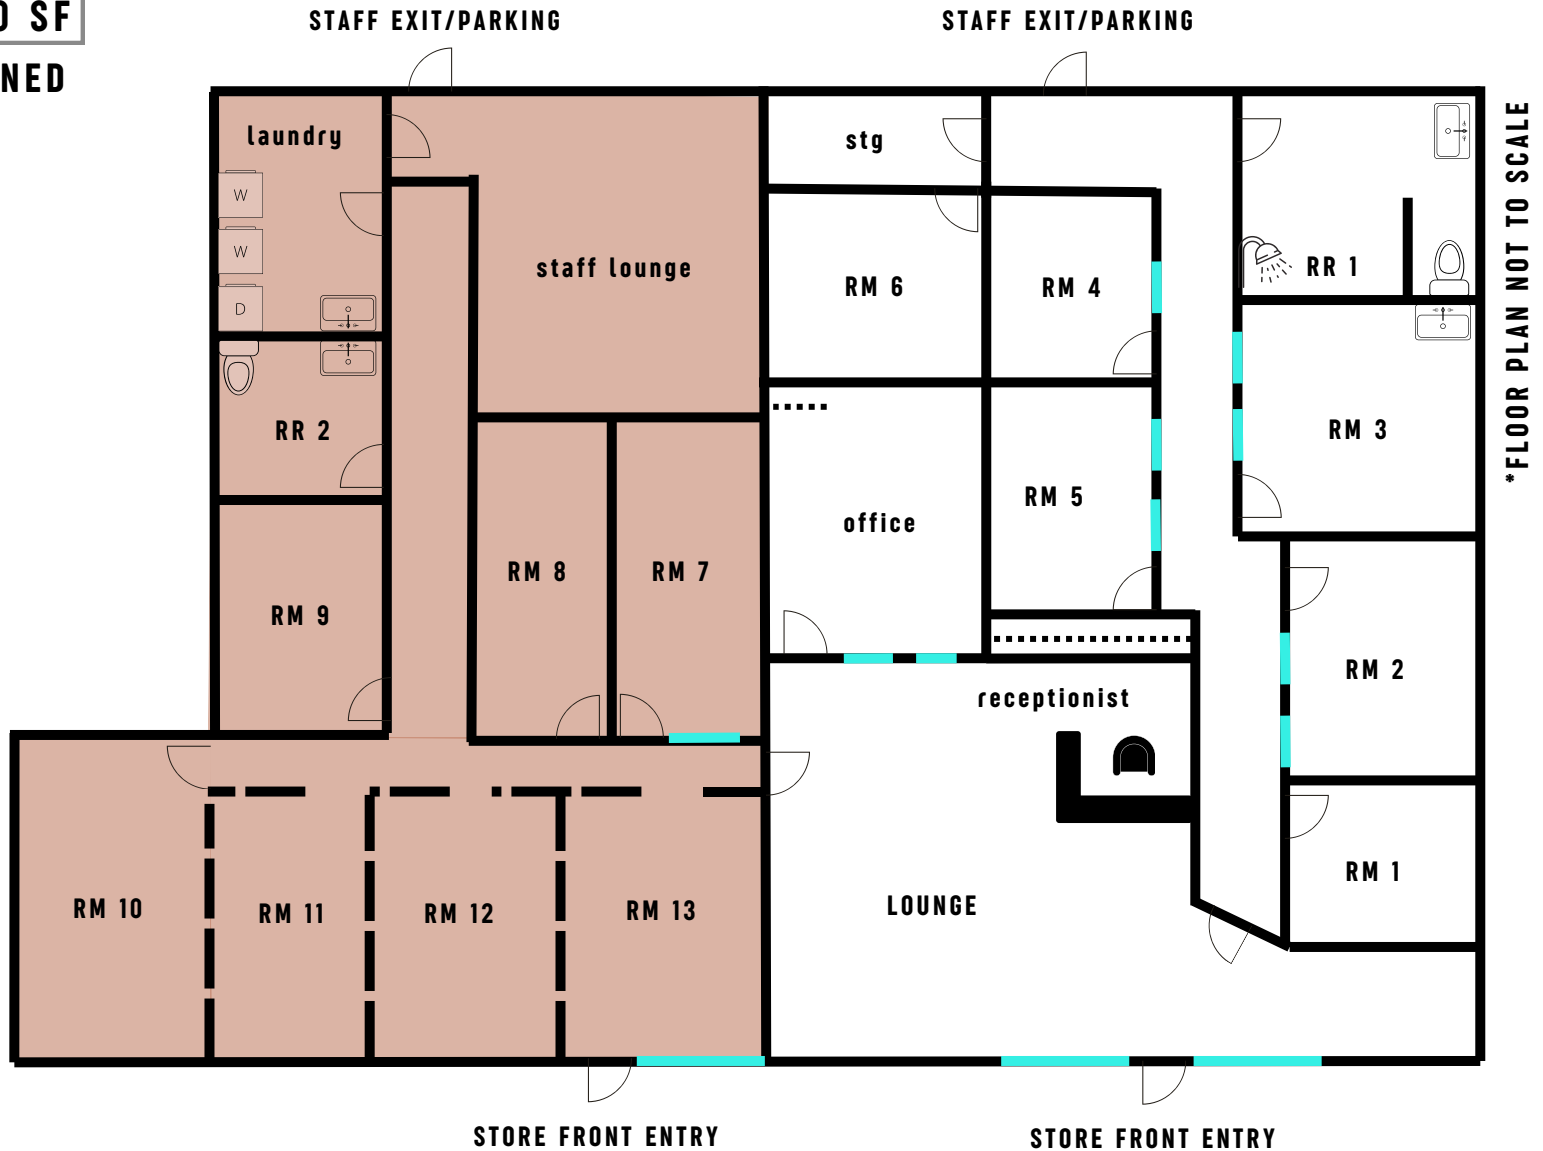 SF
NED
STAFF EXIT/PARKING
STAFF EXIT/PARKING
laundry
W
W
D
staff lounge
stg
RM 6
RM 4
RR 1
*FLOOR PLAN NOT TO SCALE
RR 2
RM 3
office
RM 5
RM 9
RM 8
RM 7
RM 2
receptionist
RM 1
LOUNGE
RM 10
RM 11
RM 12
RM 13
STORE FRONT ENTRY
STORE FRONT ENTRY